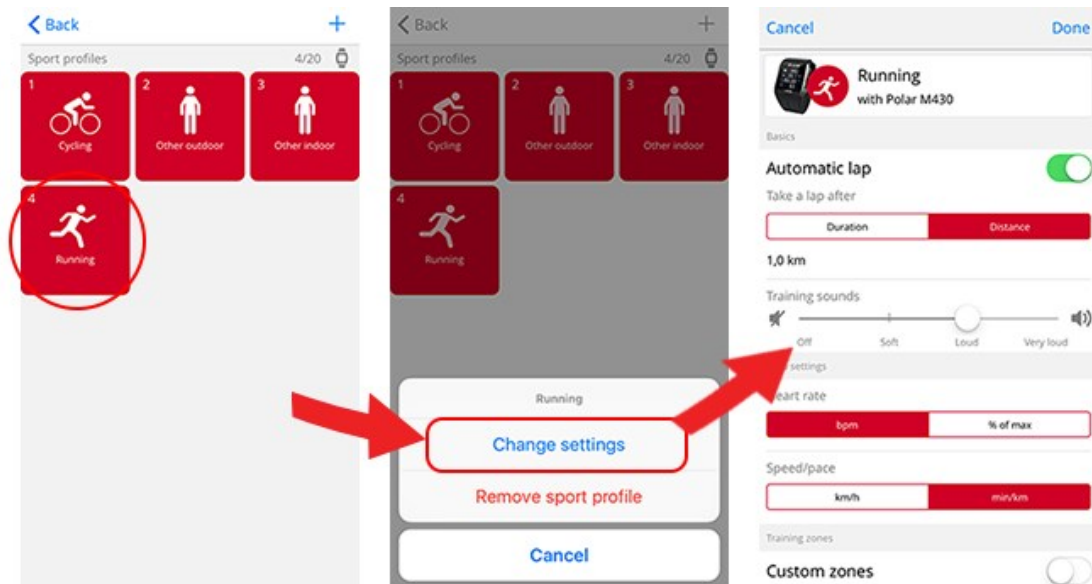 Back
Sport profiles 4/20
1 2 3
Cycling Other outdoor Other indoor
4
Running
Back
Sport profiles 4/20
1 2 3
Cycling Other outdoor Other indoor
4
Running
Running
Change settings
Remove sport profile
Cancel
Cancel Done
Running
with Polar M430
Basics
Automatic lap
Take a lap after
Duration Distance
1,0 km
Training sounds
Off Soft Loud Very loud
settings
eart rate
bpm % of max
Speed/pace
km/h min/km
Training zones
Custom zones